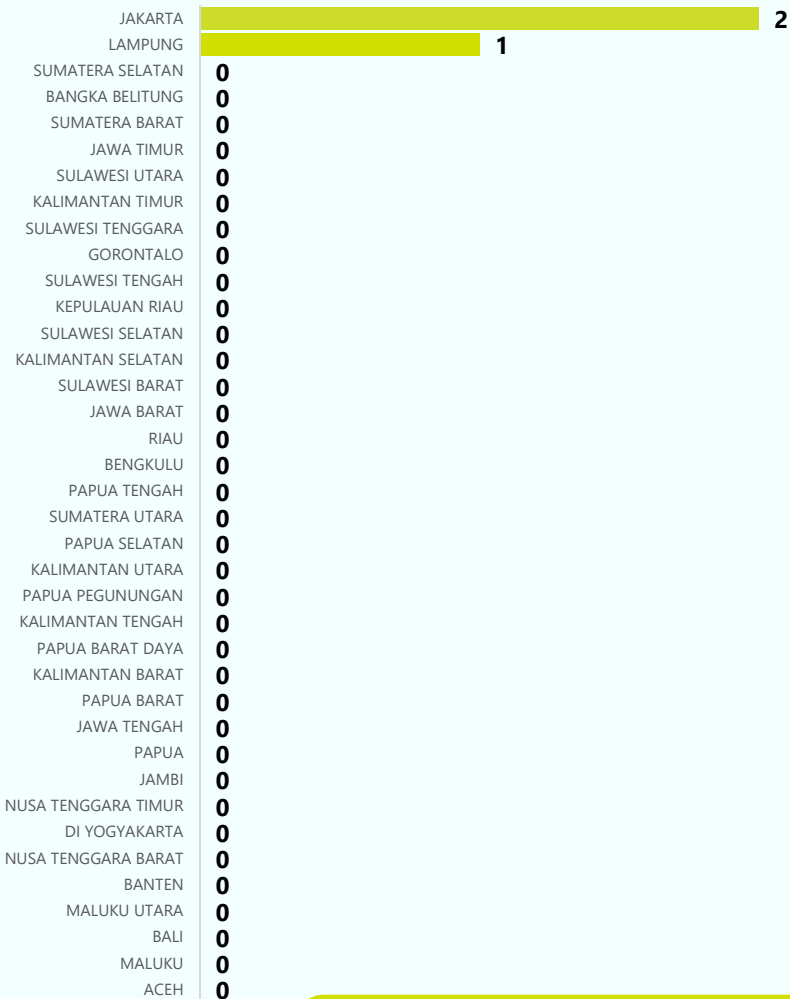 JAKARTA 2
LAMPUNG 1
SUMATERA SELATAN 0
BANGKA BELITUNG 0
SUMATERA BARAT 0
JAWA TIMUR 0
SULAWESI UTARA 0
KALIMANTAN TIMUR 0
SULAWESI TENGGARA 0
GORONTALO 0
SULAWESI TENGAH 0
KEPULAUAN RIAU 0
SULAWESI SELATAN 0
KALIMANTAN SELATAN 0
SULAWESI BARAT 0
JAWA BARAT 0
RIAU 0
BENGKULU 0
PAPUA TENGAH 0
SUMATERA UTARA 0
PAPUA SELATAN 0
KALIMANTAN UTARA 0
PAPUA PEGUNUNGAN 0
KALIMANTAN TENGAH 0
PAPUA BARAT DAYA 0
KALIMANTAN BARAT 0
PAPUA BARAT 0
JAWA TENGAH 0
PAPUA 0
JAMBI 0
NUSA TENGGARA TIMUR 0
DI YOGYAKARTA 0
NUSA TENGGARA BARAT 0
BANTEN 0
MALUKU UTARA 0
BALI 0
MALUKU 0
ACEH 0